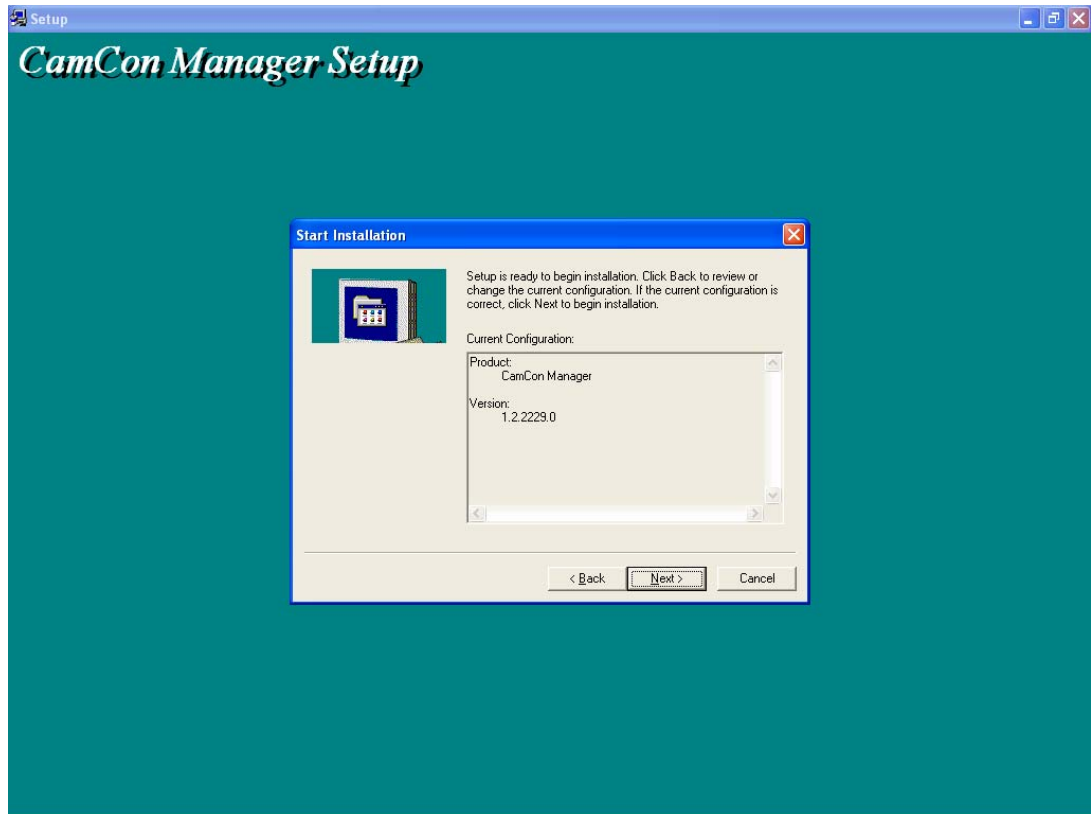 Setup
CamCon Manager Setup
Start Installation
Setup is ready to begin installation. Click Back to review or
change the current configuration. If the current configuration is
correct, click Next to begin installation.
Current Configuration:
Product:
CamCon Manager
Version:
1.2.2229.0
< Back
Next >
Cancel